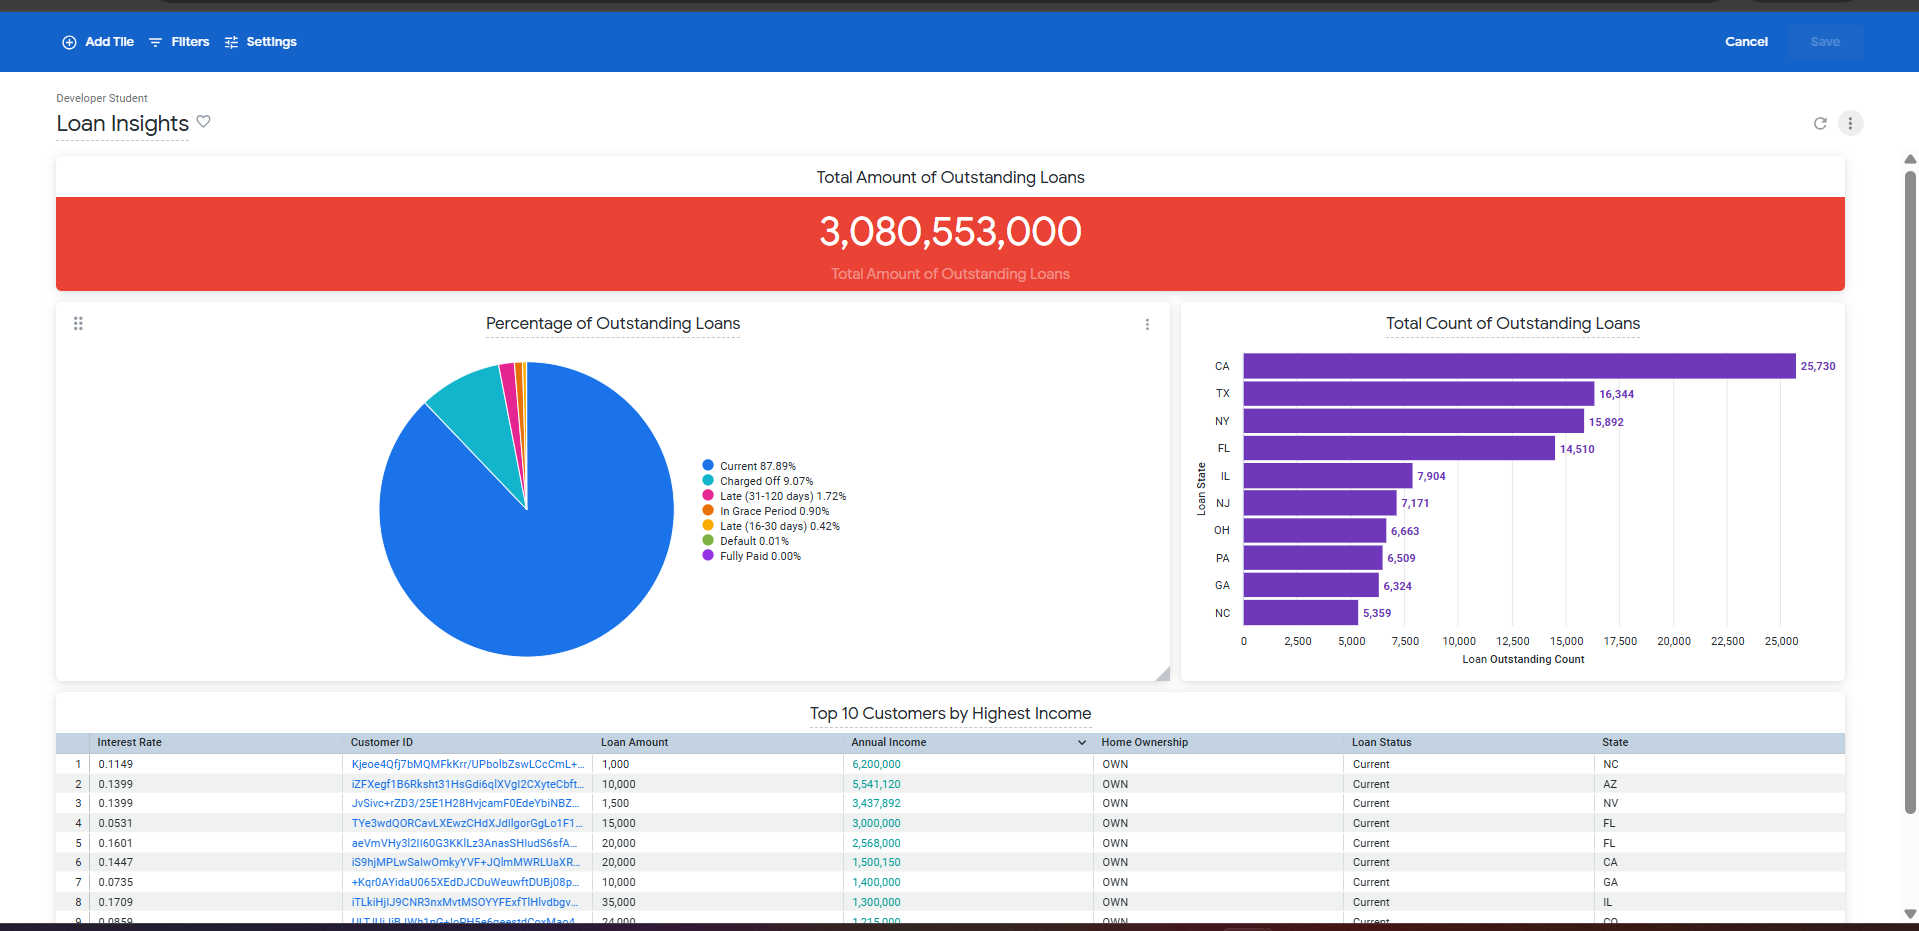 Add Tile Filters Settings Cancel Save
Developer Student
Loan Insights
Total Amount of Outstanding Loans
3,080,553,000
Total Amount of Outstanding Loans
Percentage of Outstanding Loans
Current 87.89%
Charged Off 9.07%
Late (31-120 days) 1.72%
In Grace Period 0.90%
Late (16-30 days) 0.42%
Default 0.01%
Fully Paid 0.00%
Total Count of Outstanding Loans
Loan State
CA 25,730
TX 16,344
NY 15,892
FL 14,510
IL 7,904
NJ 7,171
OH 6,663
PA 6,509
GA 6,324
NC 5,359
0 2,500 5,000 7,500 10,000 12,500 15,000 17,500 20,000 22,500 25,000
Loan Outstanding Count
Top 10 Customers by Highest Income
Interest Rate Customer ID Loan Amount Annual Income Home Ownership Loan Status State
1 0.1149 Kjeoe4Qfj7bMQMFkKrr/UPbolbZswLCcCmL+... 1,000 6,200,000 OWN Current NC
2 0.1399 iZFXegf1B6Rksht31HsGdi6qlXVgI2CXyteCbft... 10,000 5,541,120 OWN Current AZ
3 0.1399 JvSivc+rZD3/25E1H28HvjcamF0EdeYbiNBZ... 1,500 3,437,892 OWN Current NV
4 0.0531 TYe3wdQORCavLXEwzCHdXJdIlgorGgLo1F1... 15,000 3,000,000 OWN Current FL
5 0.1601 aeVmVHy3l2II60G3KKlLz3AnasSHIudS6sfA... 20,000 2,568,000 OWN Current FL
6 0.1447 iS9hjMPLwSaIwOmkyYVF+JQlmMWRLUaXR... 20,000 1,500,150 OWN Current CA
7 0.0735 +Kqr0AYidaU065XEdDJCDuWeuwftDUBj08p... 10,000 1,400,000 OWN Current GA
8 0.1709 iTLkiHjIJ9CNR3nxMvtMSOYYFExfTlHlvdbgv... 35,000 1,300,000 OWN Current IL
9 0.0859 24,000 1,215,000 OWN Current CO